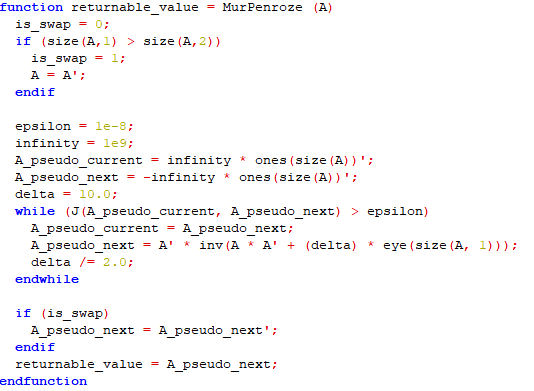 function returnable_value = MurPenroze (A)
is_swap = 0;
if (size(A,1) > size(A,2))
is_swap = 1;
A = A';
endif
epsilon = 1e-8;
infinity = 1e9;
A_pseudo_current = infinity * ones(size(A))';
A_pseudo_next = -infinity * ones(size(A))';
delta = 10.0;
while (J(A_pseudo_current, A_pseudo_next) > epsilon)
A_pseudo_current = A_pseudo_next;
A_pseudo_next = A' * inv(A * A' + (delta) * eye(size(A, 1)));
delta /= 2.0;
endwhile
if (is_swap)
A_pseudo_next = A_pseudo_next';
endif
returnable_value = A_pseudo_next;
endfunction